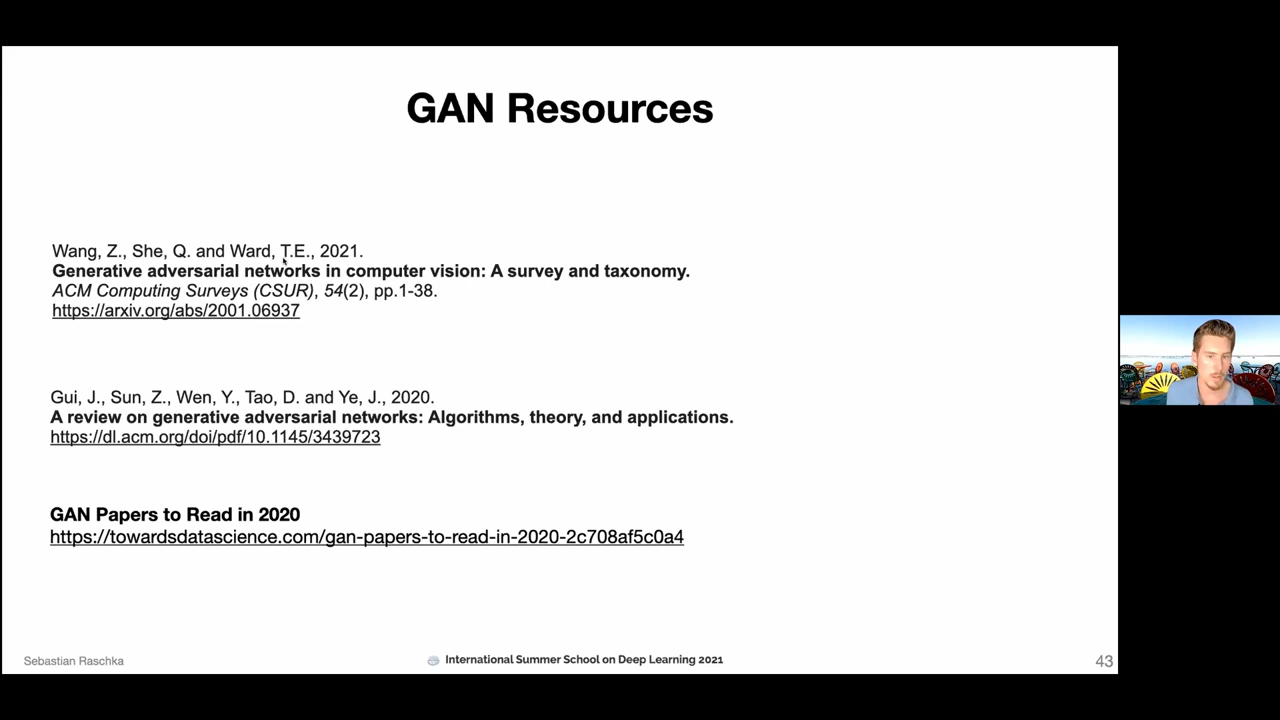 GAN Resources
Wang, Z., She, Q. and Ward, T.E., 2021.
Generative adversarial networks in computer vision: A survey and taxonomy.
ACM Computing Surveys (CSUR), 54(2), pp.1-38.
https://arxiv.org/abs/2001.06937
Gui, J., Sun, Z., Wen, Y., Tao, D. and Ye, J., 2020.
A review on generative adversarial networks: Algorithms, theory, and applications.
https://dl.acm.org/doi/pdf/10.1145/3439723
GAN Papers to Read in 2020
https://towardsdatascience.com/gan-papers-to-read-in-2020-2c708af5c0a4
Sebastian Raschka
International Summer School on Deep Learning 2021
43